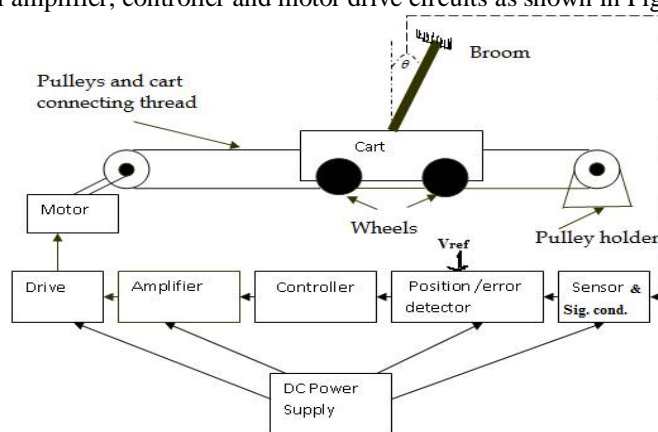 amplifier, controller and motor drive circuits as shown in Fig
Broom
θ
Pulleys and cart
connecting thread
Cart
Motor
Wheels
Vref
Pulley holder
Drive
Amplifier
Controller
Position /error
detector
Sensor &
Sig. cond.
DC Power
Supply